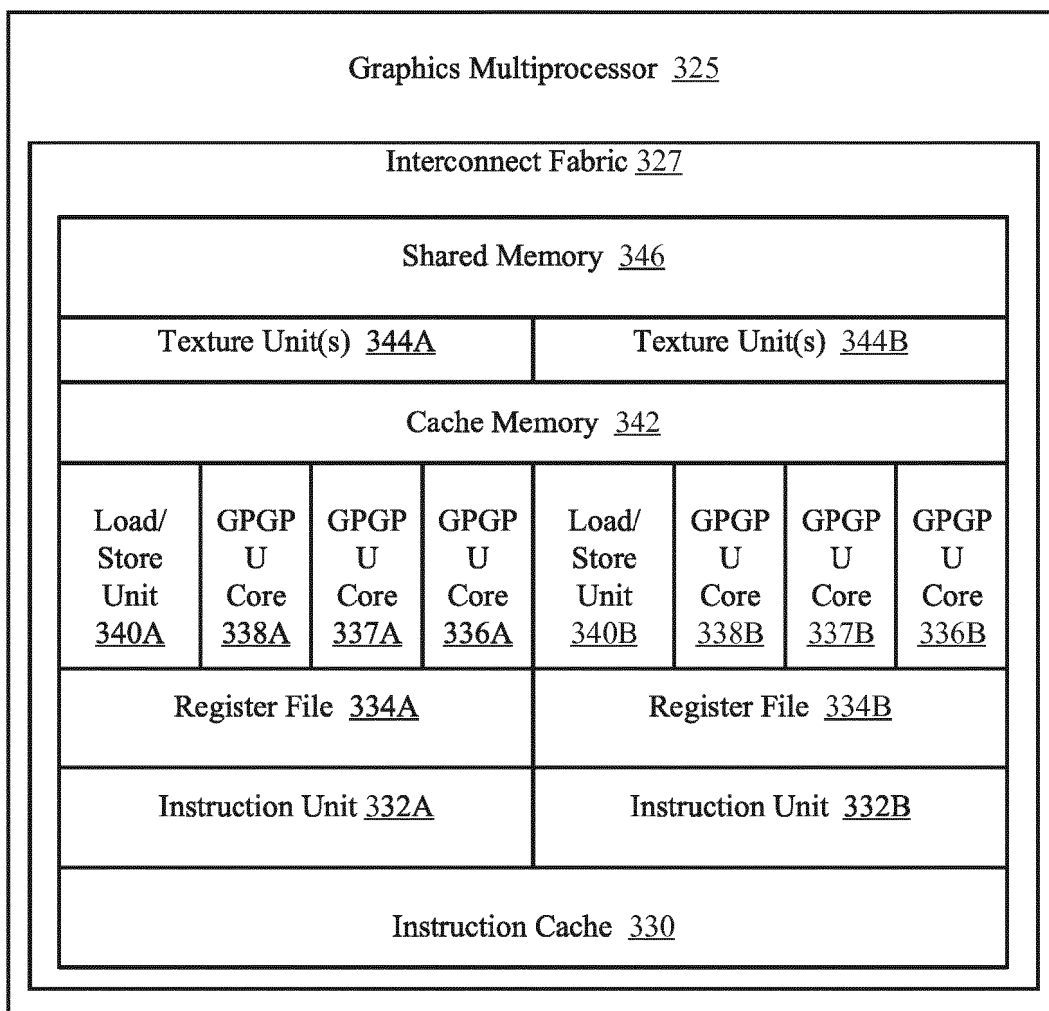 Graphics Multiprocessor 325
Interconnect Fabric 327
Shared Memory 346
Texture Unit(s) 344A
Texture Unit(s) 344B
Cache Memory 342
Load/
Store
Unit
340A
GPGP
U
Core
338A
GPGP
U
Core
337A
GPGP
U
Core
336A
Load/
Store
Unit
340B
GPGP
U
Core
338B
GPGP
U
Core
337B
GPGP
U
Core
336B
Register File 334A
Register File 334B
Instruction Unit 332A
Instruction Unit 332B
Instruction Cache 330